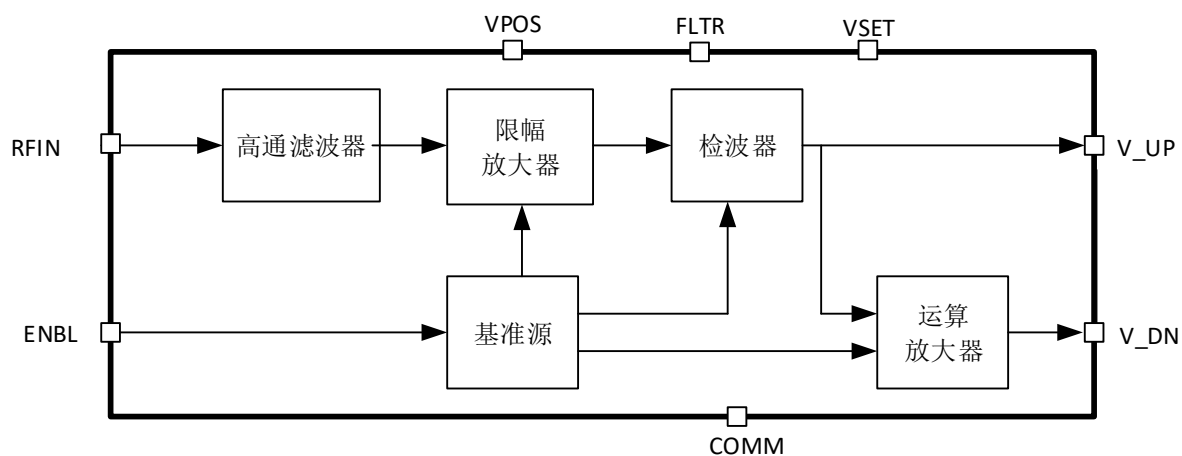 VPOS
FLTR
VSET
RFIN
高通滤波器
限幅
放大器
检波器
V_UP
ENBL
基准源
运算
放大器
V_DN
COMM